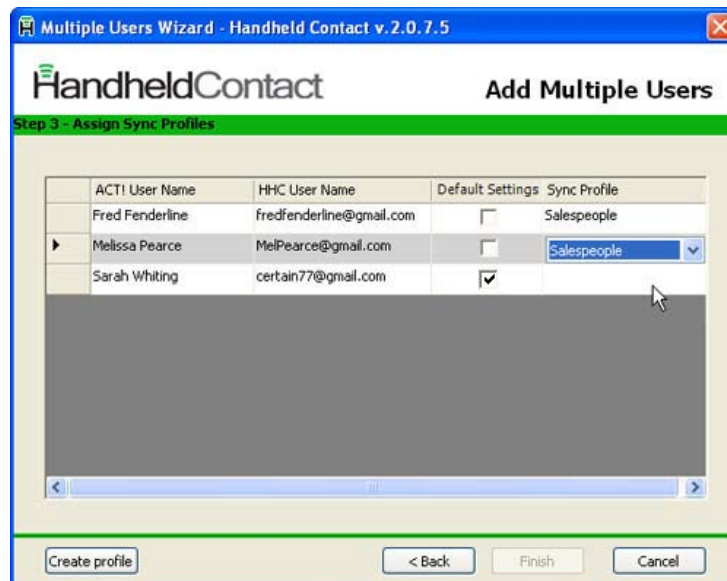 Multiple Users Wizard - Handheld Contact v.2.0.7.5
HandheldContact
Add Multiple Users
Step 3 - Assign Sync Profiles
ACT! User Name HHC User Name Default Settings Sync Profile
Fred Fenderline fredfenderline@gmail.com Salespeople
Melissa Pearce MelPearce@gmail.com Salespeople
Sarah Whiting certain77@gmail.com
Create profile < Back Finish Cancel